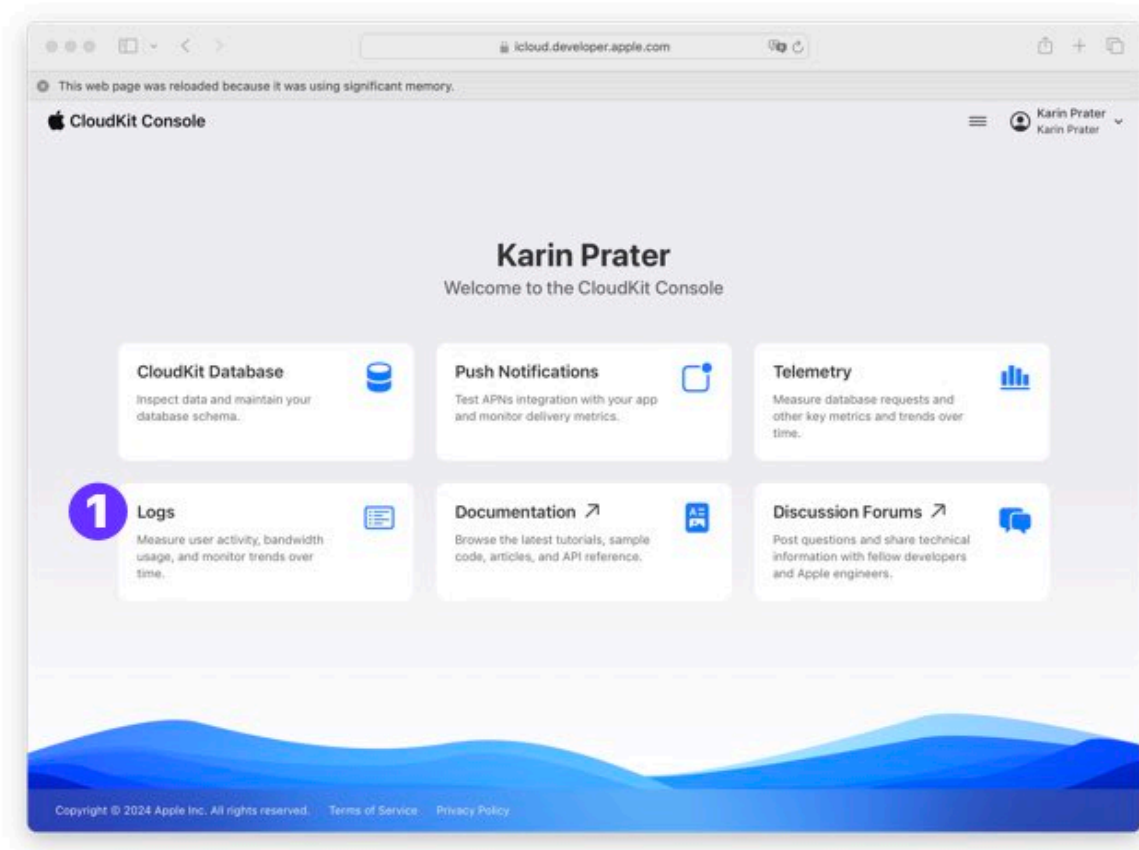 icloud.developer.apple.com
This web page was reloaded because it was using significant memory.
CloudKit Console
Karin Prater
Karin Prater
Karin Prater
Welcome to the CloudKit Console
CloudKit Database
Inspect data and maintain your
database schema.
Push Notifications
Test APNs integration with your app
and monitor delivery metrics.
Telemetry
Measure database requests and
other key metrics and trends over
time.
1
Logs
Measure user activity, bandwidth
usage, and monitor trends over
time.
Documentation ↗
Browse the latest tutorials, sample
code, articles, and API reference.
Discussion Forums ↗
Post questions and share technical
information with fellow developers
and Apple engineers.
Copyright © 2024 Apple Inc. All rights reserved. Terms of Service Privacy Policy